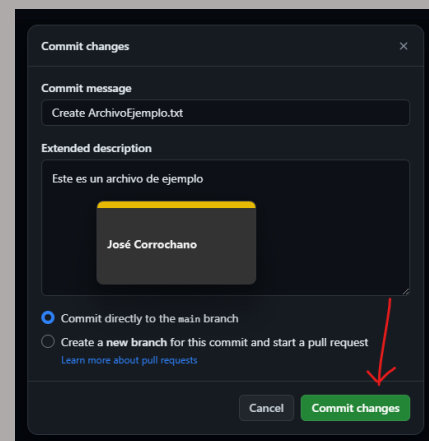 Commit changes
Commit message
Create ArchivoEjemplo.txt
Extended description
Este es un archivo de ejemplo
José Corrochano
Commit directly to the main branch
Create a new branch for this commit and start a pull request
Learn more about pull requests
Cancel Commit changes